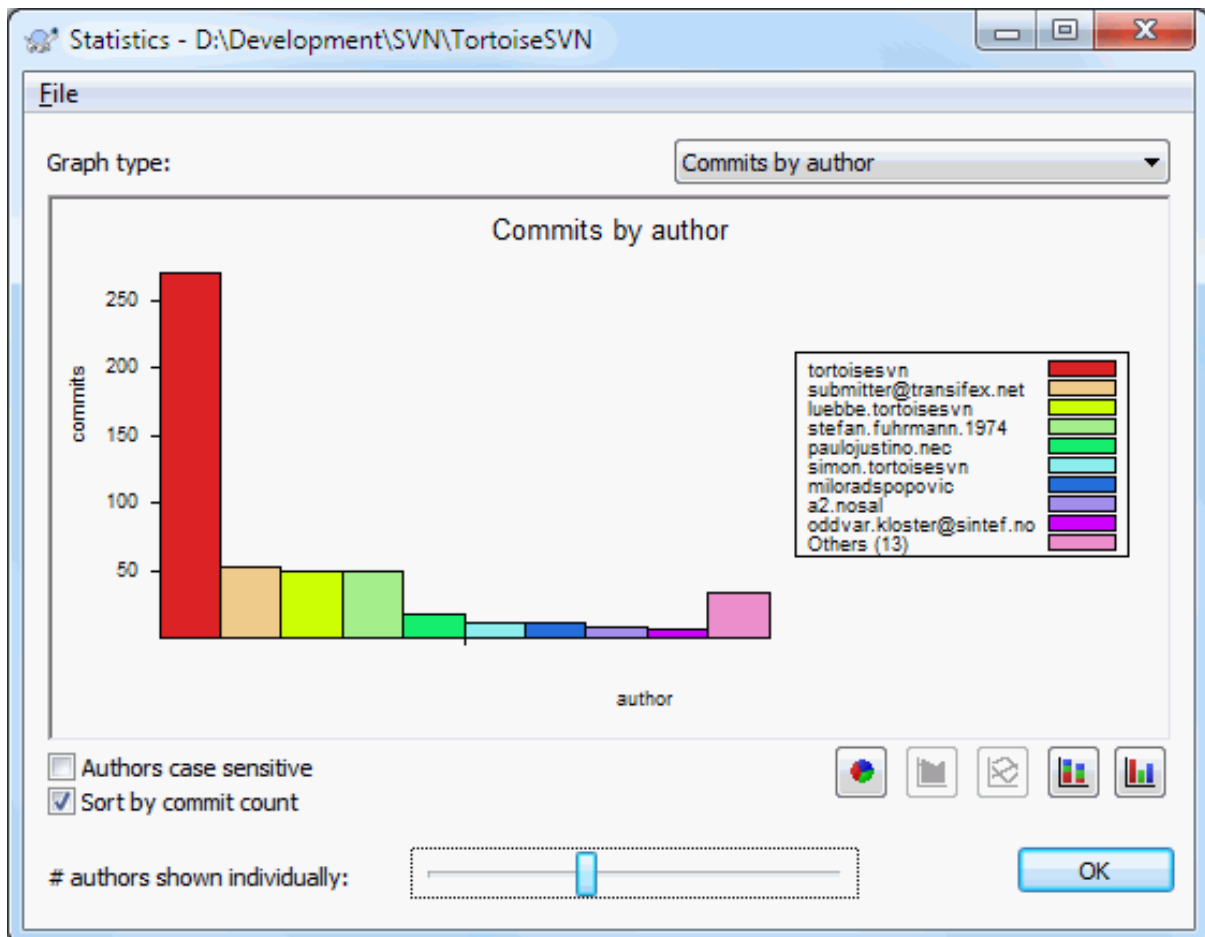 Statistics - D:\Development\SVN\TortoiseSVN
File
Graph type:
Commits by author
Commits by author
250
200
150
100
50
commits
author
tortoisesvn
submitter@transifex.net
luebbe.tortoisesvn
stefan.fuhrmann.1974
paulojustino.nec
simon.tortoisesvn
miloradspopovic
a2.nosal
oddvar.kloster@sintef.no
Others (13)
Authors case sensitive
Sort by commit count
# authors shown individually:
OK